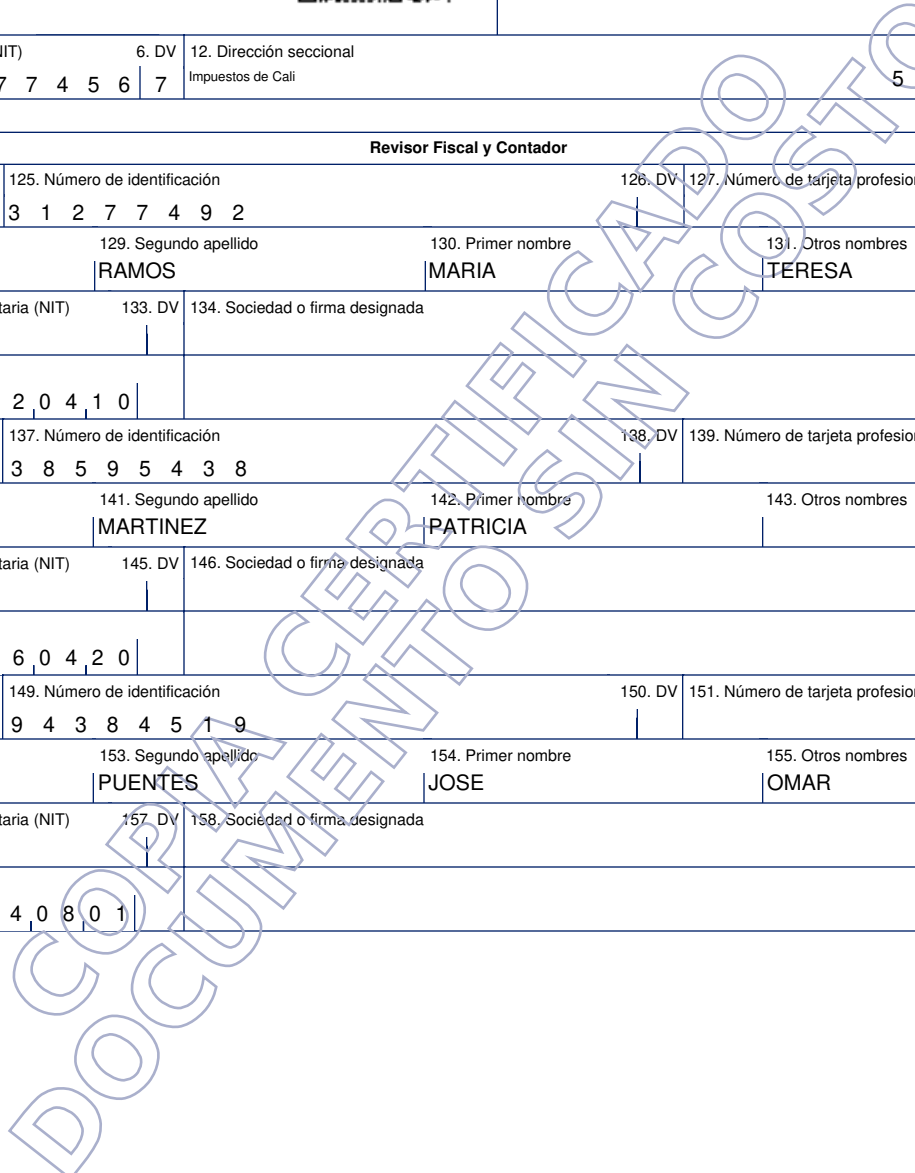 NIT) 6. DV 12. Dirección seccional
7 7 4 5 6 7 Impuestos de Cali 5
Revisor Fiscal y Contador
125. Número de identificación 126. DV 127. Número de tarjeta profesion
3 1 2 7 7 4 9 2
129. Segundo apellido 130. Primer nombre 131. Otros nombres
RAMOS MARIA TERESA
taria (NIT) 133. DV 134. Sociedad o firma designada
2 0 4 1 0
137. Número de identificación 138. DV 139. Número de tarjeta profesion
3 8 5 9 5 4 3 8
141. Segundo apellido 142. Primer nombre 143. Otros nombres
MARTINEZ PATRICIA
taria (NIT) 145. DV 146. Sociedad o firma designada
6 0 4 2 0
149. Número de identificación 150. DV 151. Número de tarjeta profesion
9 4 3 8 4 5 1 9
153. Segundo apellido 154. Primer nombre 155. Otros nombres
PUENTES JOSE OMAR
taria (NIT) 157. DV 158. Sociedad o firma designada
4 0 8 0 1
COPIA CERTIFICADO
DOCUMENTO SIN COSTO